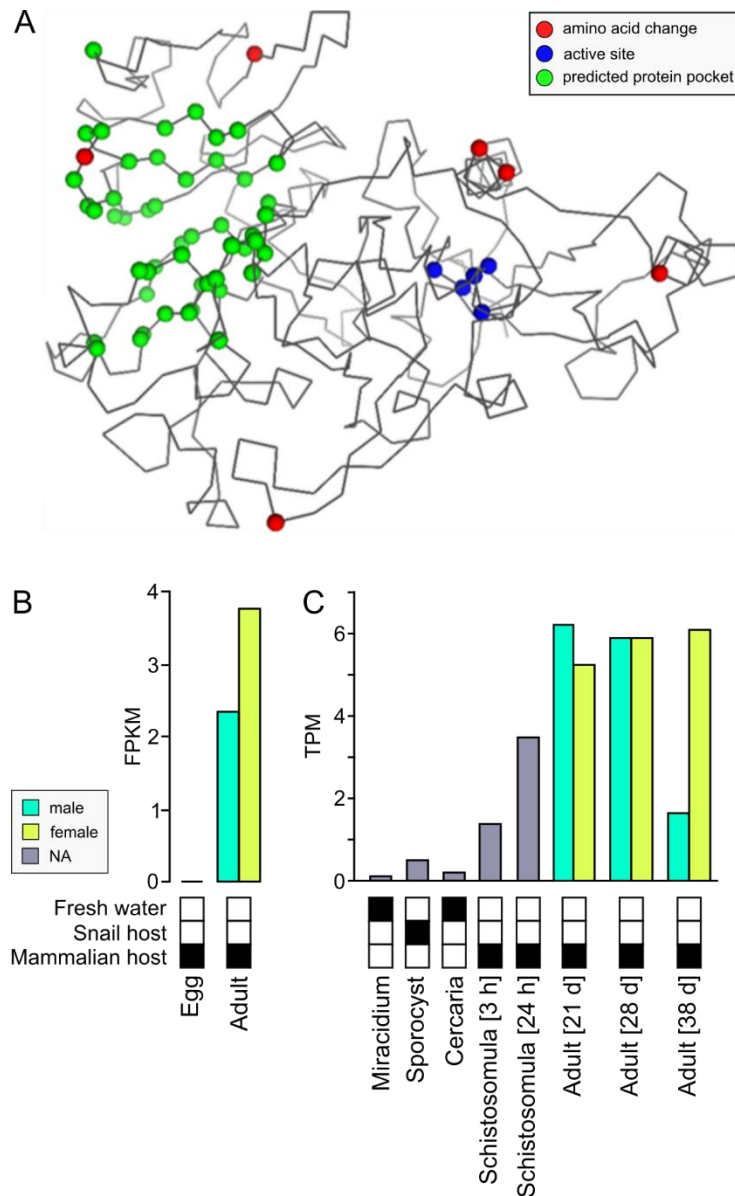 A
amino acid change
active site
predicted protein pocket
B
4
3
2
1
0
FPKM
male
female
NA
C
6
4
2
0
TPM
Fresh water
Snail host
Mammalian host
Egg
Adult
Miracidium
Sporocyst
Cercaria
Schistosomula [3 h]
Schistosomula [24 h]
Adult [21 d]
Adult [28 d]
Adult [38 d]